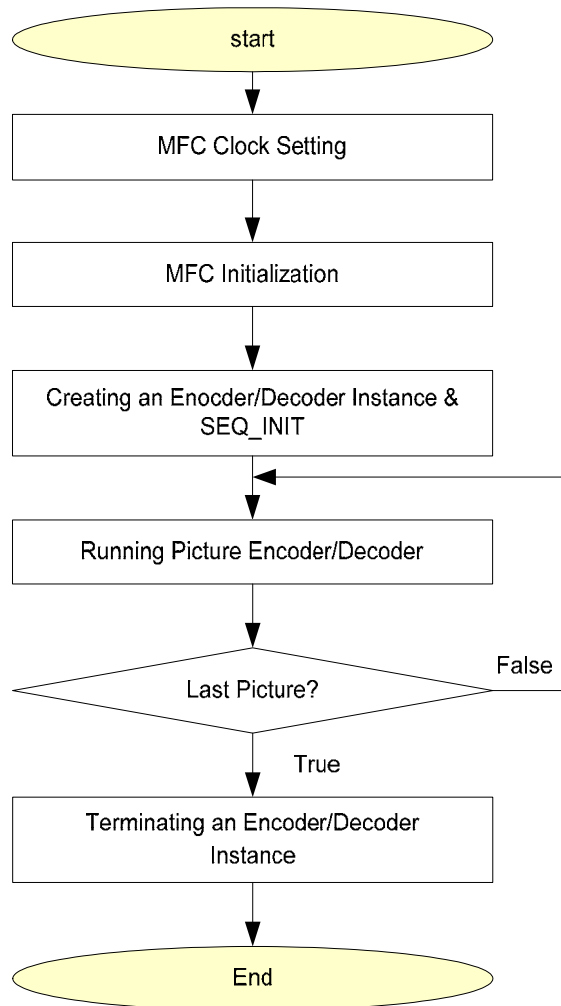 start
MFC Clock Setting
MFC Initialization
Creating an Enocder/Decoder Instance &
SEQ_INIT
Running Picture Encoder/Decoder
Last Picture?
False
True
Terminating an Encoder/Decoder
Instance
End